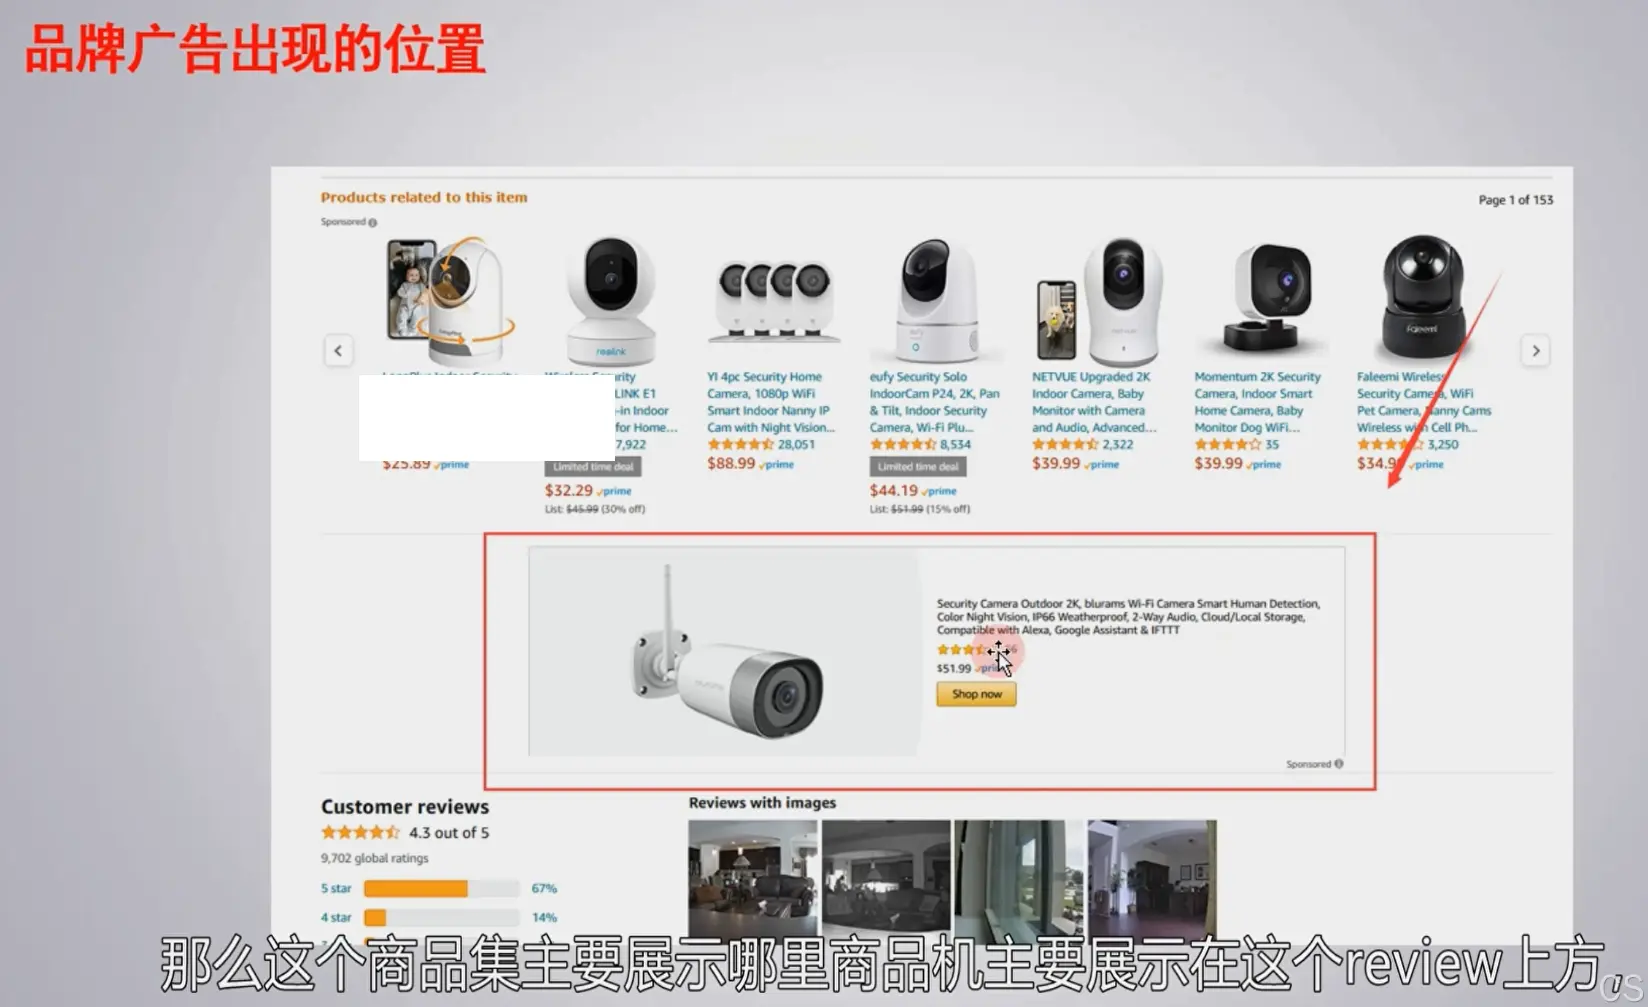 品牌广告出现的位置
Products related to this item
Page 1 of 153
Sponsored
reolink
eufy
NETVUE
Faleemi
Wireless
LINK E1
-in Indoor
for Home...
7,922
Limited time deal
$32.29 prime
List: $45.99 (30% off)
$25.89 prime
YI 4pc Security Home
Camera, 1080p WiFi
Smart Indoor Nanny IP
Cam with Night Vision...
28,051
$88.99 prime
eufy Security Solo
IndoorCam P24, 2K, Pan
& Tilt, Indoor Security
Camera, Wi-Fi Plu...
8,534
Limited time deal
$44.19 prime
List: $51.99 (15% off)
NETVUE Upgraded 2K
Indoor Camera, Baby
Monitor with Camera
and Audio, Advanced...
2,322
$39.99 prime
Momentum 2K Security
Camera, Indoor Smart
Home Camera, Baby
Monitor Dog WiFi...
35
$39.99 prime
Faleemi Wireless
Security Camera, WiFi
Pet Camera, Nanny Cams
Wireless with Cell Ph...
3,250
$34.9 prime
Security Camera Outdoor 2K, blurams Wi-Fi Camera Smart Human Detection,
Color Night Vision, IP66 Weatherproof, 2-Way Audio, Cloud/Local Storage,
Compatible with Alexa, Google Assistant & IFTTT
$51.99 prime
Shop now
Sponsored
Customer reviews
4.3 out of 5
9,702 global ratings
5 star 67%
4 star 14%
Reviews with images
那么这个商品集主要展示哪里商品机主要展示在这个review上方,
CS